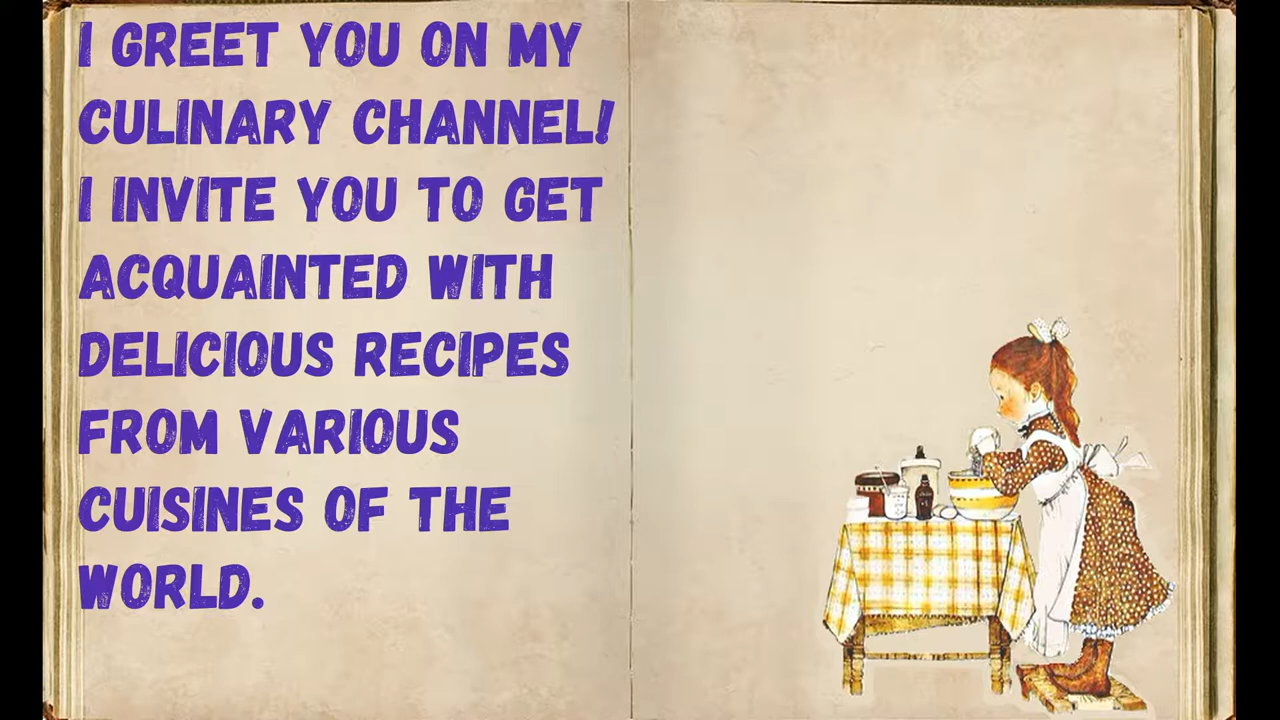 I GREET YOU ON MY
CULINARY CHANNEL!
I INVITE YOU TO GET
ACQUAINTED WITH
DELICIOUS RECIPES
FROM VARIOUS
CUISINES OF THE
WORLD.